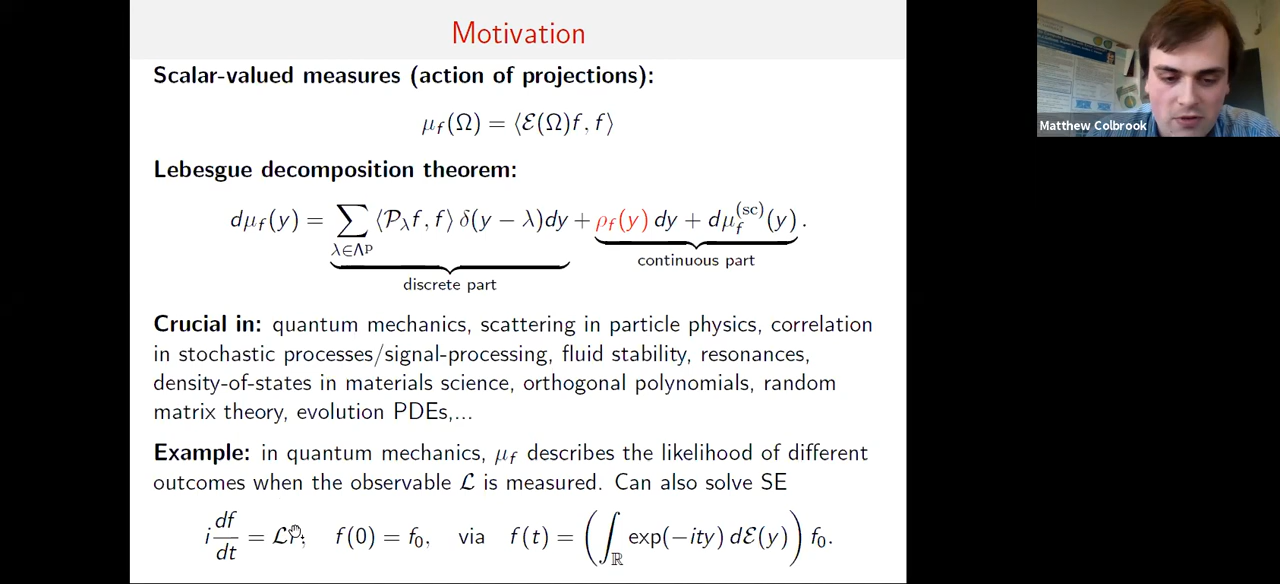 Motivation
Scalar-valued measures (action of projections):
μ_f(Ω) = ⟨ℰ(Ω)f, f⟩
Lebesgue decomposition theorem:
dμ_f(y) = ∑_{λ∈Λ^p} ⟨𝒫_λ f, f⟩ δ(y − λ)dy + ρ_f(y) dy + dμ_f^{(sc)}(y).
discrete part
continuous part
Crucial in: quantum mechanics, scattering in particle physics, correlation
in stochastic processes/signal-processing, fluid stability, resonances,
density-of-states in materials science, orthogonal polynomials, random
matrix theory, evolution PDEs,...
Example: in quantum mechanics, μ_f describes the likelihood of different
outcomes when the observable ℒ is measured. Can also solve SE
i df/dt = ℒ, f(0) = f_0, via f(t) = (∫_ℝ exp(−ity) dℰ(y)) f_0.
Matthew Colbrook